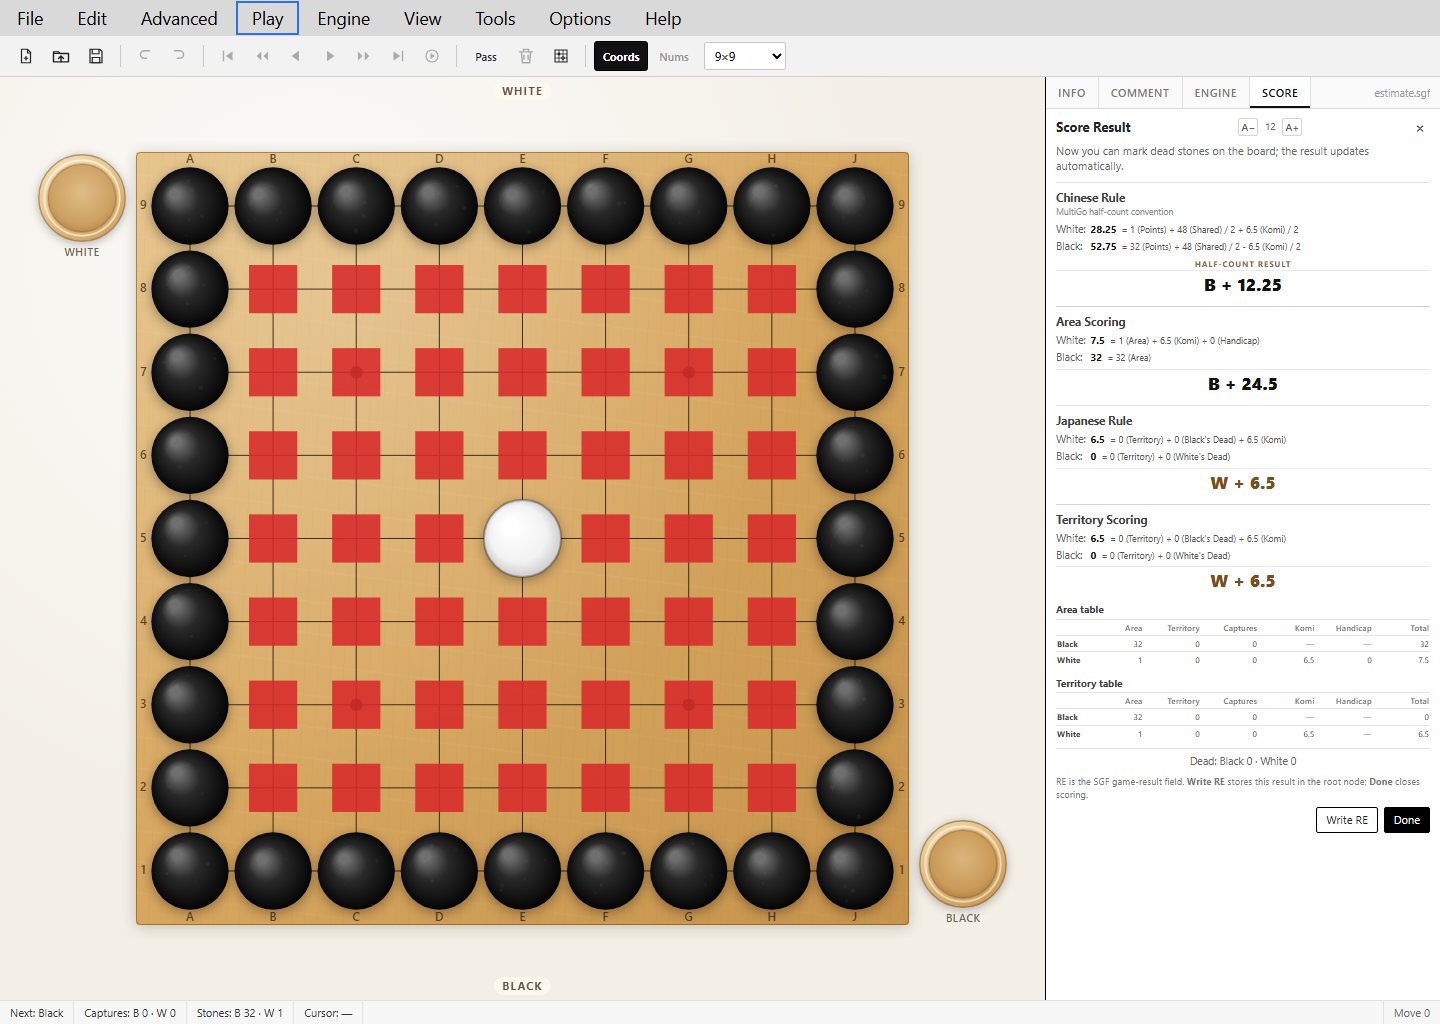 File Edit Advanced Play Engine View Tools Options Help
Pass Coords Nums 9×9
WHITE
INFO COMMENT ENGINE SCORE estimate.sgf
Score Result A− 12 A+ ×
Now you can mark dead stones on the board; the result updates
automatically.
Chinese Rule
MultiGo half-count convention
White: 28.25 = 1 (Points) + 48 (Shared) / 2 + 6.5 (Komi) / 2
Black: 52.75 = 32 (Points) + 48 (Shared) / 2 - 6.5 (Komi) / 2
HALF-COUNT RESULT
B + 12.25
Area Scoring
White: 7.5 = 1 (Area) + 6.5 (Komi) + 0 (Handicap)
Black: 32 = 32 (Area)
B + 24.5
Japanese Rule
White: 6.5 = 0 (Territory) + 0 (Black's Dead) + 6.5 (Komi)
Black: 0 = 0 (Territory) + 0 (White's Dead)
W + 6.5
Territory Scoring
White: 6.5 = 0 (Territory) + 0 (Black's Dead) + 6.5 (Komi)
Black: 0 = 0 (Territory) + 0 (White's Dead)
W + 6.5
Area table
Area Territory Captures Komi Handicap Total
Black 32 0 0 — — 32
White 1 0 0 6.5 0 7.5
Territory table
Area Territory Captures Komi Handicap Total
Black 32 0 0 — — 0
White 1 0 0 6.5 — 6.5
Dead: Black 0 · White 0
RE is the SGF game-result field. Write RE stores this result in the root node; Done closes
scoring.
Write RE Done
A B C D E F G H J
9 9
8 8
7 7
6 6
5 5
4 4
3 3
2 2
1 1
A B C D E F G H J
WHITE
BLACK
BLACK
Next: Black Captures: B 0 · W 0 Stones: B 32 · W 1 Cursor: — Move 0